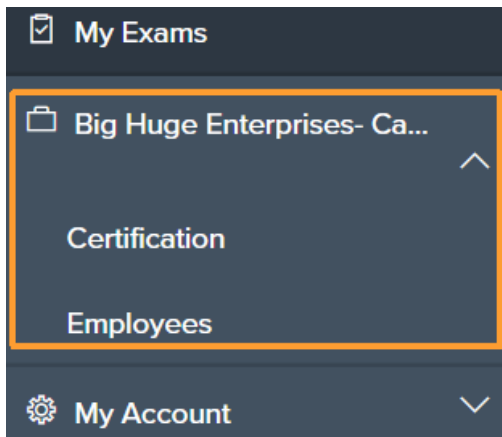 My Exams
Big Huge Enterprises- Ca...
Certification
Employees
My Account